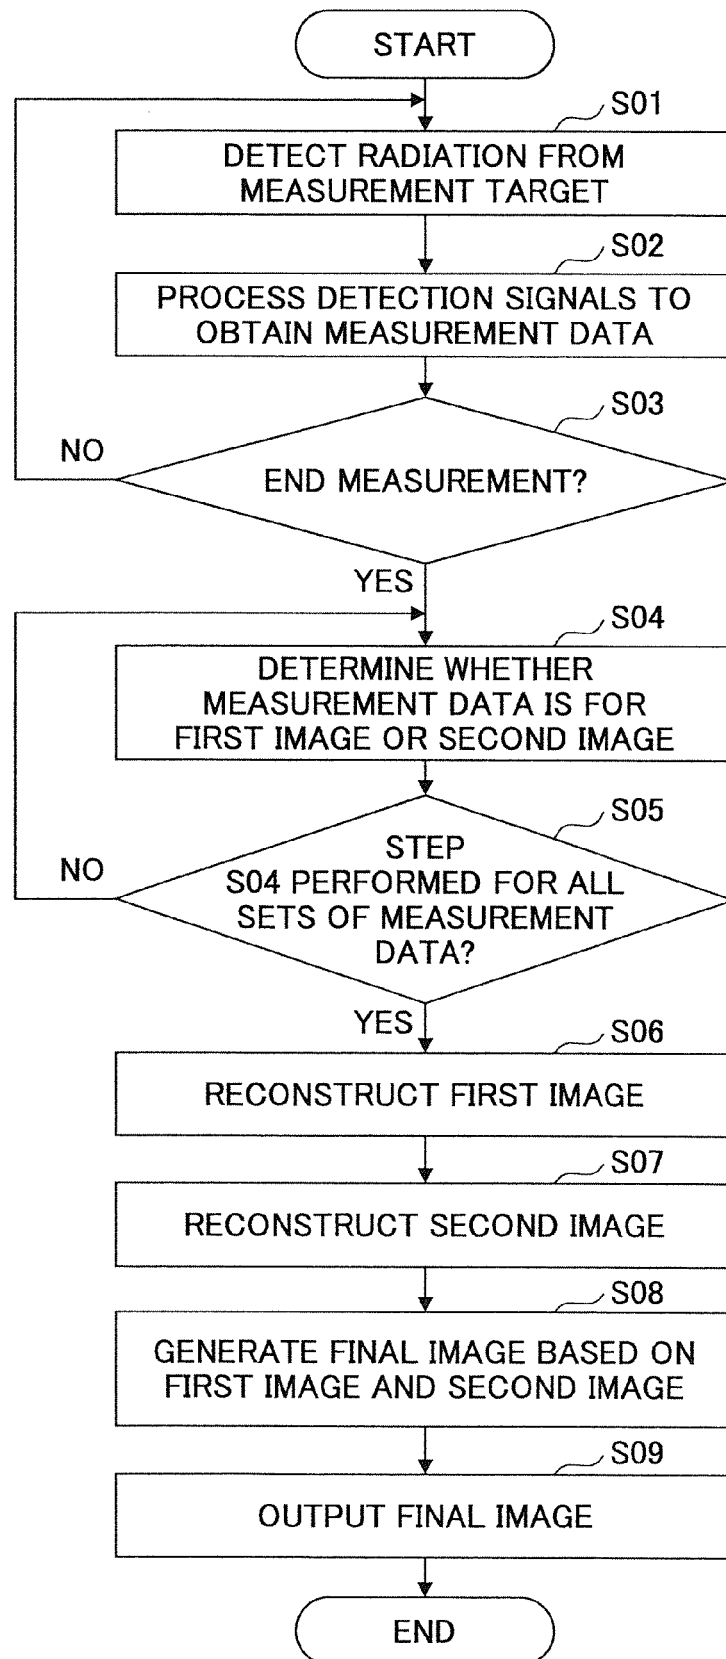 START
S01
DETECT RADIATION FROM
MEASUREMENT TARGET
S02
PROCESS DETECTION SIGNALS TO
OBTAIN MEASUREMENT DATA
S03
NO
END MEASUREMENT?
YES
S04
DETERMINE WHETHER
MEASUREMENT DATA IS FOR
FIRST IMAGE OR SECOND IMAGE
S05
NO
STEP
S04 PERFORMED FOR ALL
SETS OF MEASUREMENT
DATA?
YES
S06
RECONSTRUCT FIRST IMAGE
S07
RECONSTRUCT SECOND IMAGE
S08
GENERATE FINAL IMAGE BASED ON
FIRST IMAGE AND SECOND IMAGE
S09
OUTPUT FINAL IMAGE
END